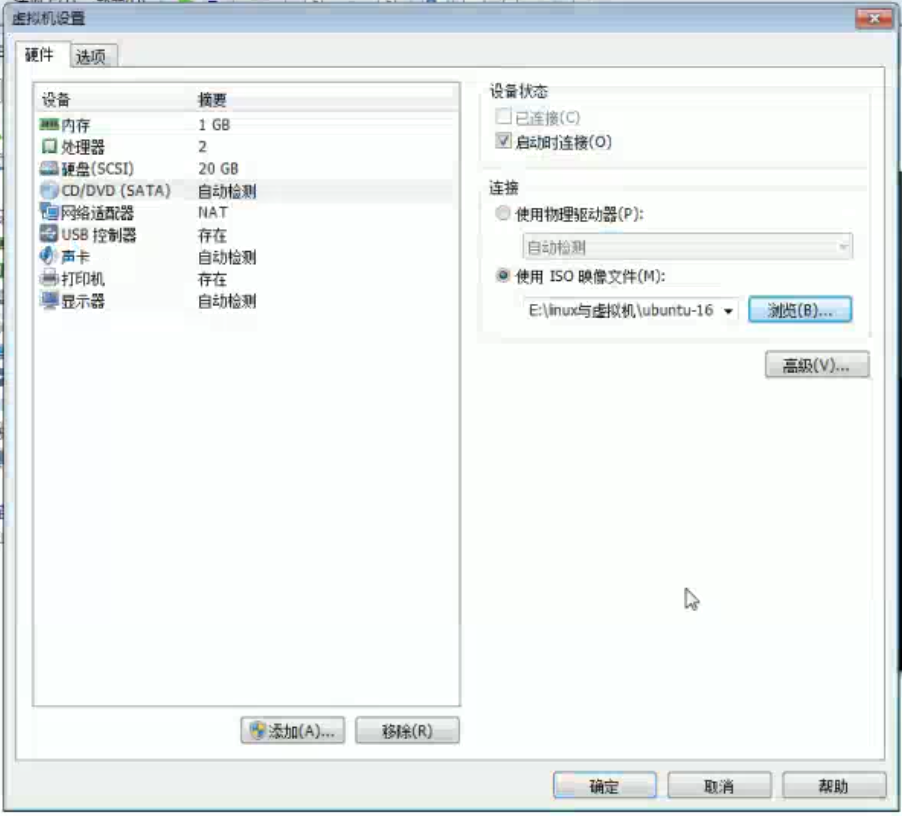 虚拟机设置
硬件 选项
设备 摘要
内存 1 GB
处理器 2
硬盘(SCSI) 20 GB
CD/DVD (SATA) 自动检测
网络适配器 NAT
USB 控制器 存在
声卡 自动检测
打印机 存在
显示器 自动检测
添加(A)... 移除(R)
设备状态
已连接(C)
启动时连接(O)
连接
使用物理驱动器(P):
自动检测
使用 ISO 映像文件(M):
E:\linux与虚拟机\ubuntu-16 浏览(B)...
高级(V)...
确定 取消 帮助